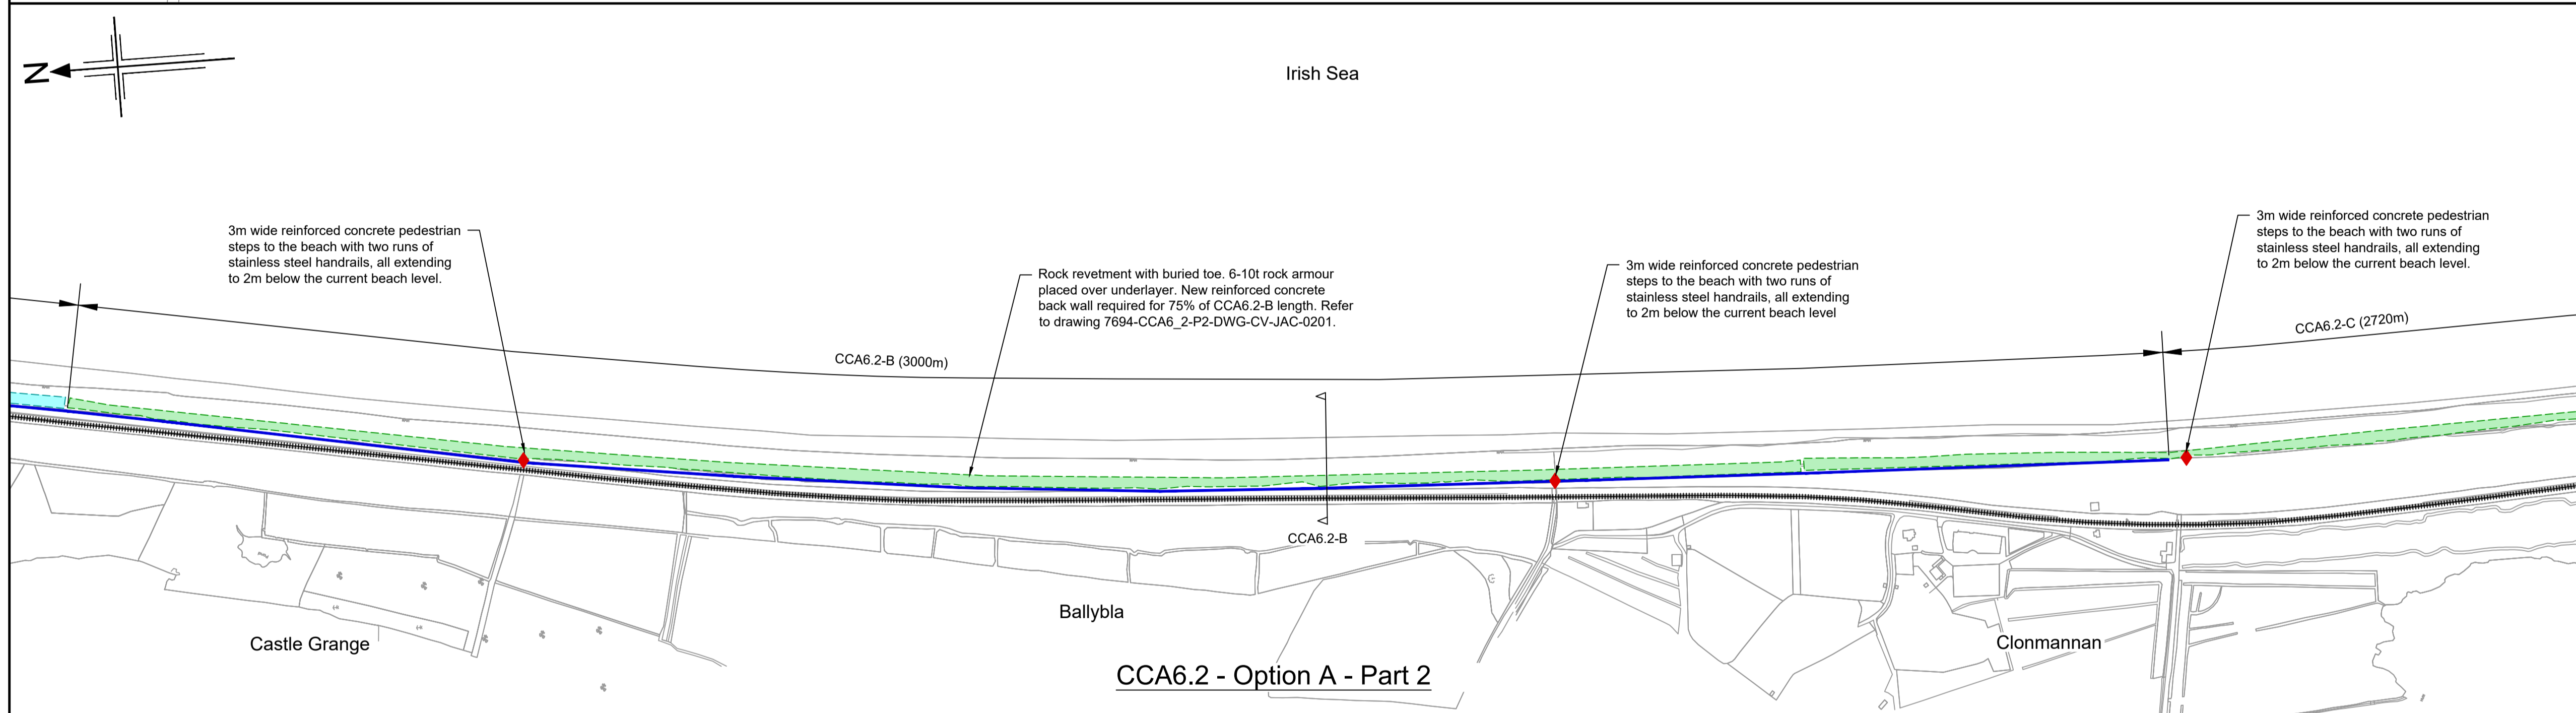 N
Irish Sea
3m wide reinforced concrete pedestrian
steps to the beach with two runs of
stainless steel handrails, all extending
to 2m below the current beach level.
Rock revetment with buried toe. 6-10t rock armour
placed over underlayer. New reinforced concrete
back wall required for 75% of CCA6.2-B length. Refer
to drawing 7694-CCA6_2-P2-DWG-CV-JAC-0201.
3m wide reinforced concrete pedestrian
steps to the beach with two runs of
stainless steel handrails, all extending
to 2m below the current beach level
3m wide reinforced concrete pedestrian
steps to the beach with two runs of
stainless steel handrails, all extending
to 2m below the current beach level.
CCA6.2-B (3000m)
CCA6.2-C (2720m)
CCA6.2-B
Castle Grange
Ballybla
Clonmannan
CCA6.2 - Option A - Part 2